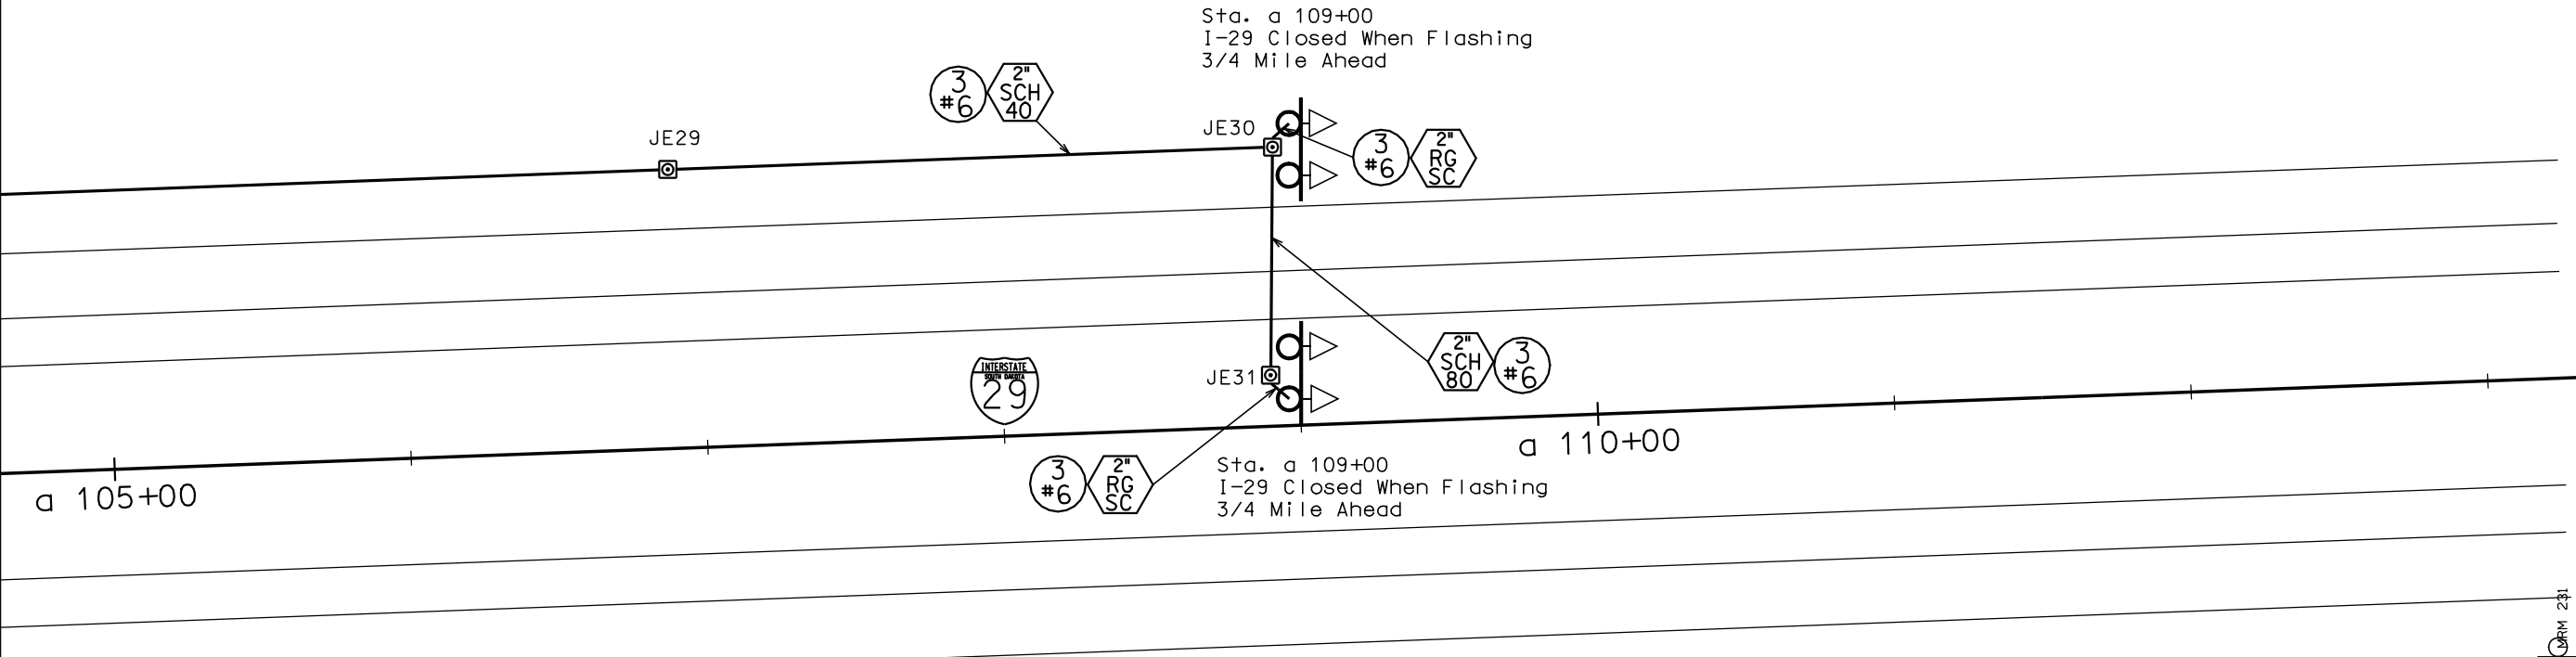 Sta. a 109+00
I-29 Closed When Flashing
3/4 Mile Ahead
3
#6
2"
SCH
40
JE29
JE30
3
#6
2"
RG
SC
2"
SCH
80
3
#6
INTERSTATE
SOUTH DAKOTA
29
JE31
a 105+00
a 110+00
3
#6
2"
RG
SC
Sta. a 109+00
I-29 Closed When Flashing
3/4 Mile Ahead
MRM 231